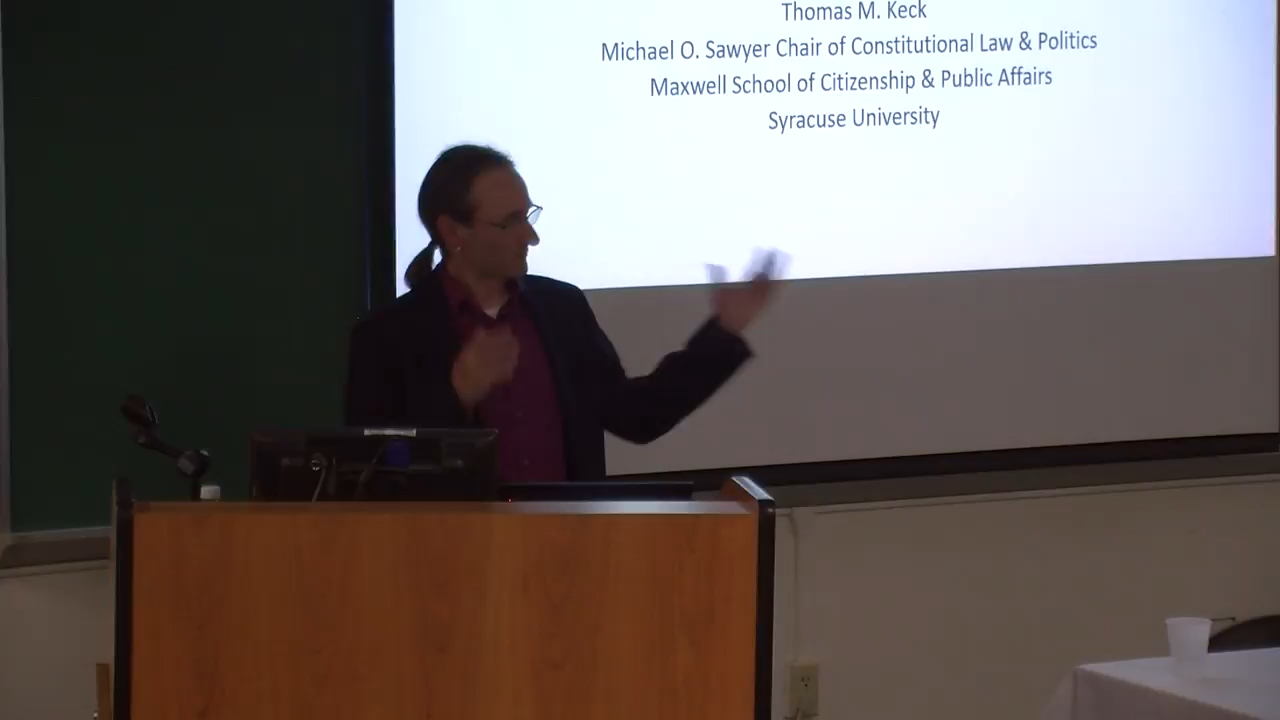 Thomas M. Keck
Michael O. Sawyer Chair of Constitutional Law & Politics
Maxwell School of Citizenship & Public Affairs
Syracuse University